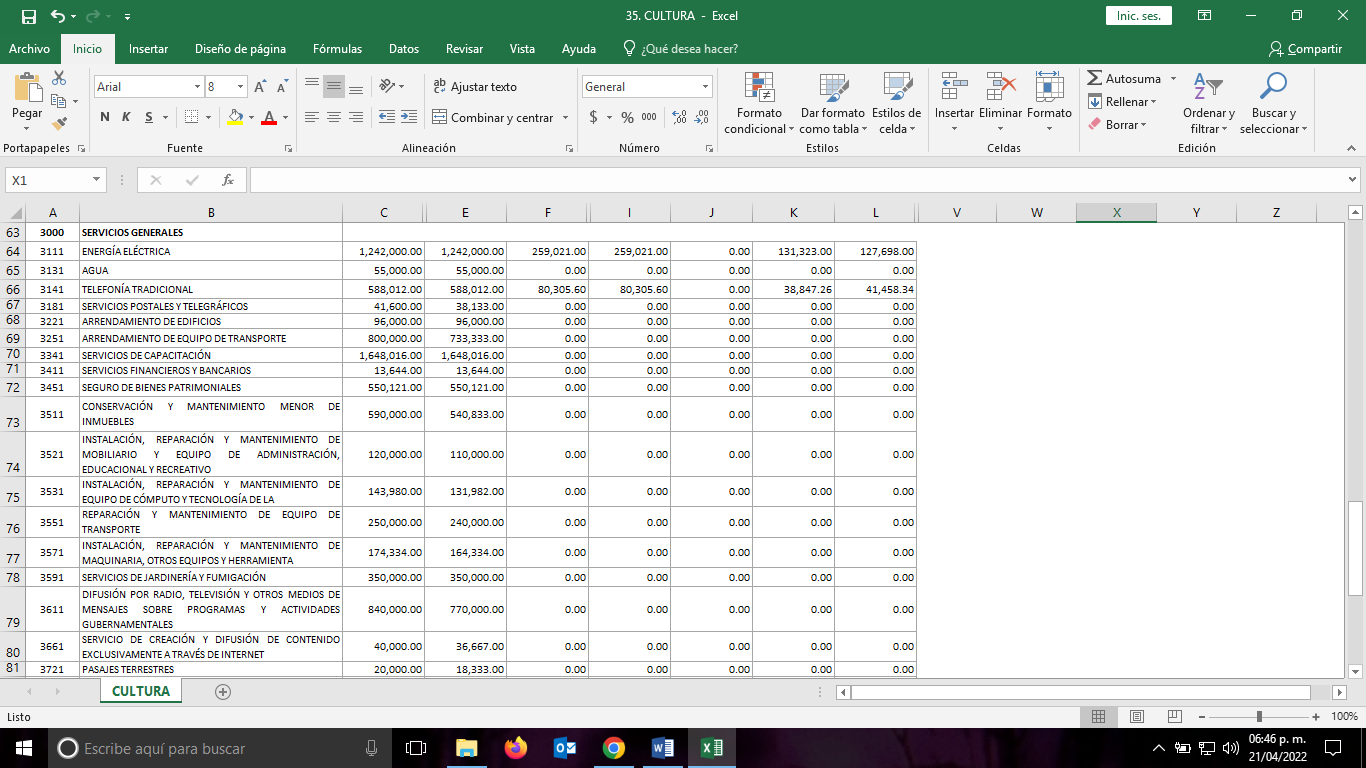 35. CULTURA - Excel
Inic. ses.
Archivo Inicio Insertar Diseño de página Fórmulas Datos Revisar Vista Ayuda ¿Qué desea hacer? Compartir
Pegar
Portapapeles
Arial 8
N K S
Fuente
Ajustar texto
Combinar y centrar
Alineación
General
$ % 000
Número
Formato condicional
Dar formato como tabla
Estilos de celda
Estilos
Insertar Eliminar Formato
Celdas
Autosuma
Rellenar
Borrar
Ordenar y filtrar
Buscar y seleccionar
Edición
X1 fx
A B C E F I J K L V W X Y Z
63 3000 SERVICIOS GENERALES
64 3111 ENERGÍA ELÉCTRICA 1,242,000.00 1,242,000.00 259,021.00 259,021.00 0.00 131,323.00 127,698.00
65 3131 AGUA 55,000.00 55,000.00 0.00 0.00 0.00 0.00 0.00
66 3141 TELEFONÍA TRADICIONAL 588,012.00 588,012.00 80,305.60 80,305.60 0.00 38,847.26 41,458.34
67 3181 SERVICIOS POSTALES Y TELEGRÁFICOS 41,600.00 38,133.00 0.00 0.00 0.00 0.00 0.00
68 3221 ARRENDAMIENTO DE EDIFICIOS 96,000.00 96,000.00 0.00 0.00 0.00 0.00 0.00
69 3251 ARRENDAMIENTO DE EQUIPO DE TRANSPORTE 800,000.00 733,333.00 0.00 0.00 0.00 0.00 0.00
70 3341 SERVICIOS DE CAPACITACIÓN 1,648,016.00 1,648,016.00 0.00 0.00 0.00 0.00 0.00
71 3411 SERVICIOS FINANCIEROS Y BANCARIOS 13,644.00 13,644.00 0.00 0.00 0.00 0.00 0.00
72 3451 SEGURO DE BIENES PATRIMONIALES 550,121.00 550,121.00 0.00 0.00 0.00 0.00 0.00
CONSERVACIÓN Y MANTENIMIENTO MENOR DE
INMUEBLES
73 3511 590,000.00 540,833.00 0.00 0.00 0.00 0.00 0.00
INSTALACIÓN, REPARACIÓN Y MANTENIMIENTO DE
MOBILIARIO Y EQUIPO DE ADMINISTRACIÓN,
EDUCACIONAL Y RECREATIVO
74 3521 120,000.00 110,000.00 0.00 0.00 0.00 0.00 0.00
INSTALACIÓN, REPARACIÓN Y MANTENIMIENTO DE
EQUIPO DE CÓMPUTO Y TECNOLOGÍA DE LA
75 3531 143,980.00 131,982.00 0.00 0.00 0.00 0.00 0.00
REPARACIÓN Y MANTENIMIENTO DE EQUIPO DE
TRANSPORTE
76 3551 250,000.00 240,000.00 0.00 0.00 0.00 0.00 0.00
INSTALACIÓN, REPARACIÓN Y MANTENIMIENTO DE
MAQUINARIA, OTROS EQUIPOS Y HERRAMIENTA
77 3571 174,334.00 164,334.00 0.00 0.00 0.00 0.00 0.00
78 3591 SERVICIOS DE JARDINERÍA Y FUMIGACIÓN 350,000.00 350,000.00 0.00 0.00 0.00 0.00 0.00
DIFUSIÓN POR RADIO, TELEVISIÓN Y OTROS MEDIOS DE
MENSAJES SOBRE PROGRAMAS Y ACTIVIDADES
GUBERNAMENTALES
79 3611 840,000.00 770,000.00 0.00 0.00 0.00 0.00 0.00
SERVICIO DE CREACIÓN Y DIFUSIÓN DE CONTENIDO
EXCLUSIVAMENTE A TRAVÉS DE INTERNET
80 3661 40,000.00 36,667.00 0.00 0.00 0.00 0.00 0.00
81 3721 PASAJES TERRESTRES 20,000.00 18,333.00 0.00 0.00 0.00 0.00 0.00
CULTURA
Listo
100%
Escribe aquí para buscar
06:46 p. m.
21/04/2022